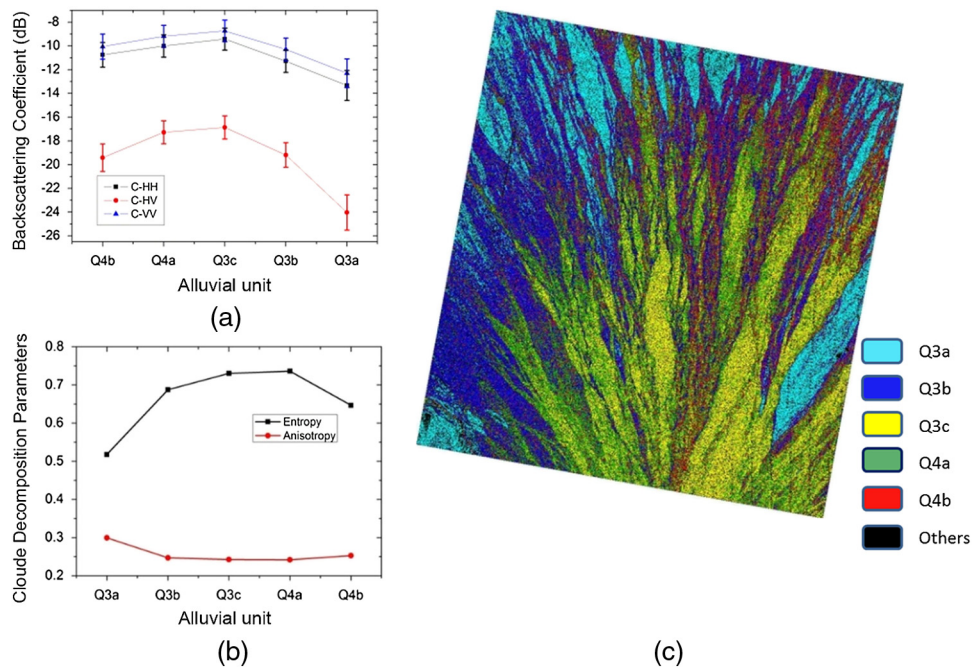 (a)
Backscattering Coefficient (dB)
-8
-10
-12
-14
-16
-18
-20
-22
-24
-26
C-HH
C-HV
C-VV
Q4b Q4a Q3c Q3b Q3a
Alluvial unit
(a)
Cloude Decomposition Parameters
0.8
0.7
0.6
0.5
0.4
0.3
0.2
Entropy
Anisotropy
Q3a Q3b Q3c Q4a Q4b
Alluvial unit
(b)
Q3a
Q3b
Q3c
Q4a
Q4b
Others
(c)